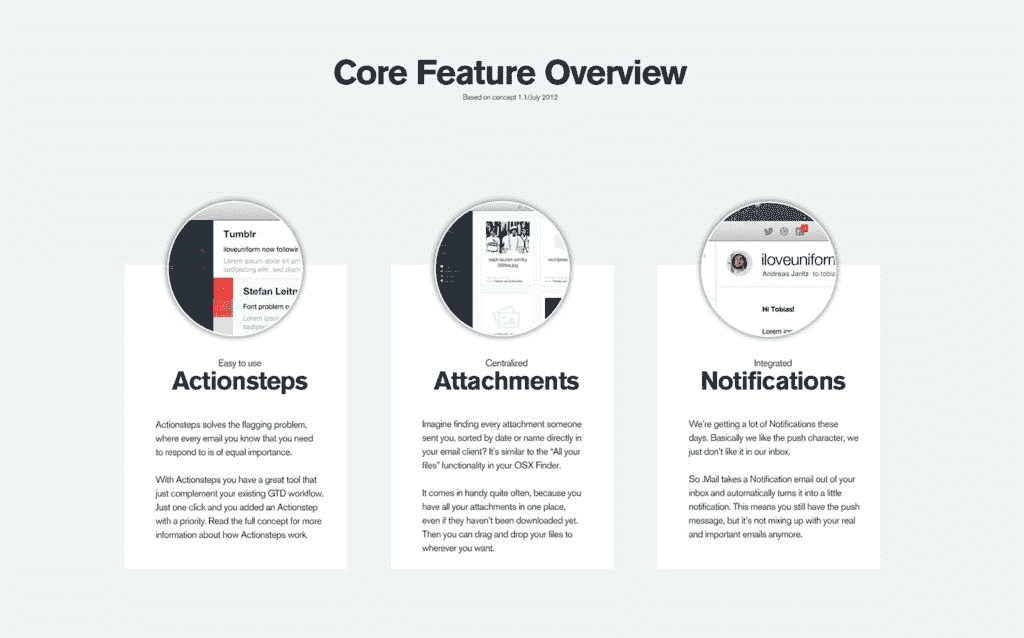 Core Feature Overview
Based on concept 1.1/July 2012
Tumblr
iloveuniform now followin
Lorem ipsum dolor sit am
sadipscing elitr, sed diam
Stefan Leitn
Font problem o
Lorem ipsu
sadipsc
Easy to use
Actionsteps
Actionsteps solves the flagging problem,
where every email you know that you need
to respond to is of equal importance.
With Actionsteps you have a great tool that
just complement your existing GTD workflow.
Just one click and you added an Actionstep
with a priority. Read the full concept for more
information about how Actionsteps work.
Centralized
Attachments
Imagine finding every attachment someone
sent you, sorted by date or name directly in
your email client? It's similar to the “All your
files” functionality in your OSX Finder.
It comes in handy quite often, because you
have all your attachments in one place,
even if they haven't been downloaded yet.
Then you can drag and drop your files to
wherever you want.
iloveuniform
Andreas Jaritz to tobia
Hi Tobias!
Lorem ips
Integrated
Notifications
We're getting a lot of Notifications these
days. Basically we like the push character, we
just don't like it in our inbox.
So .Mail takes a Notification email out of your
inbox and automatically turns it into a little
notification. This means you still have the push
message, but it's not mixing up with your real
and important emails anymore.